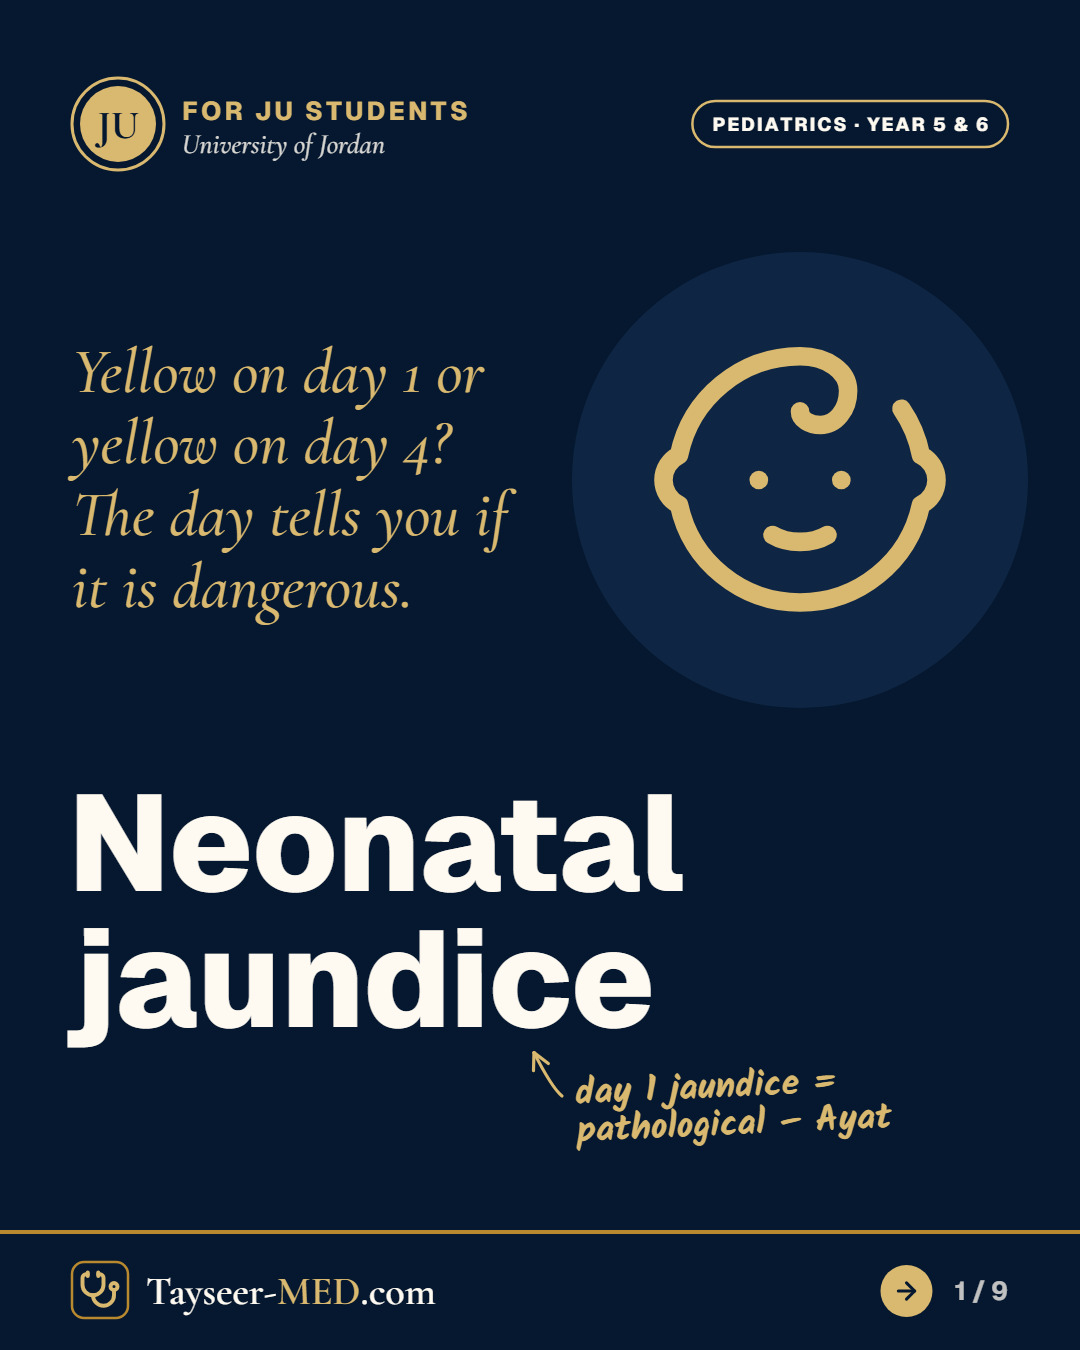 JU
FOR JU STUDENTS
University of Jordan
PEDIATRICS · YEAR 5 & 6
Yellow on day 1 or
yellow on day 4?
The day tells you if
it is dangerous.
Neonatal
jaundice
day 1 jaundice =
pathological – Ayat
Tayseer-MED.com
1 / 9